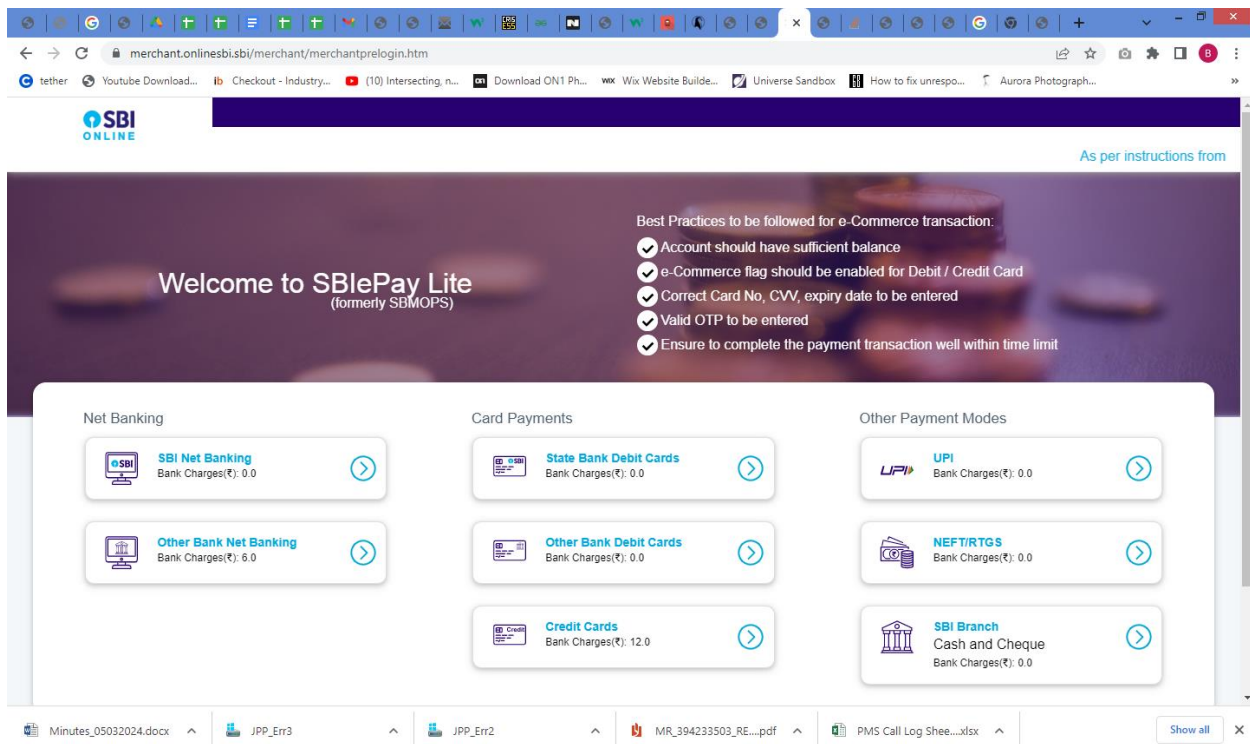 merchant.onlinesbi.sbi/merchant/merchantprelogin.htm
B
tether
Youtube Download...
ib Checkout - Industry...
(10) Intersecting, n...
Download ON1 Ph...
WIX Wix Website Builde...
Universe Sandbox
How to fix unrespo...
Aurora Photograph...
»
SBI
ONLINE
As per instructions from
Welcome to SBIePay Lite
(formerly SBMOPS)
Best Practices to be followed for e-Commerce transaction:
Account should have sufficient balance
e-Commerce flag should be enabled for Debit / Credit Card
Correct Card No, CVV, expiry date to be entered
Valid OTP to be entered
Ensure to complete the payment transaction well within time limit
Net Banking
SBI
SBI Net Banking
Bank Charges(₹): 0.0
Other Bank Net Banking
Bank Charges(₹): 6.0
Card Payments
SBI
State Bank Debit Cards
Bank Charges(₹): 0.0
Other Bank Debit Cards
Bank Charges(₹): 0.0
Credit
Credit Cards
Bank Charges(₹): 12.0
Other Payment Modes
UPI
UPI
Bank Charges(₹): 0.0
NEFT/RTGS
Bank Charges(₹): 0.0
SBI Branch
Cash and Cheque
Bank Charges(₹): 0.0
Minutes_05032024.docx
JPP_Err3
JPP_Err2
MR_394233503_RE....pdf
PMS Call Log Shee....xlsx
Show all